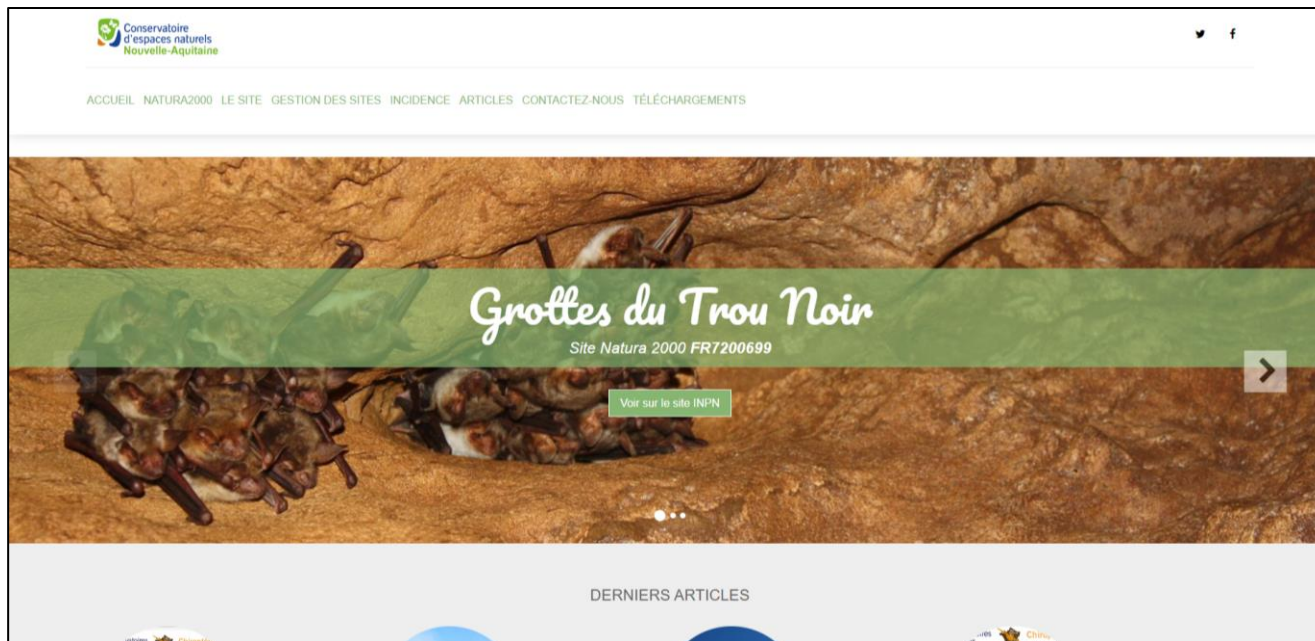 Conservatoire
d'espaces naturels
Nouvelle-Aquitaine
ACCUEIL NATURA2000 LE SITE GESTION DES SITES INCIDENCE ARTICLES CONTACTEZ-NOUS TÉLÉCHARGEMENTS
Grottes du Trou Noir
Site Natura 2000 FR7200699
Voir sur le site INPN
DERNIERS ARTICLES